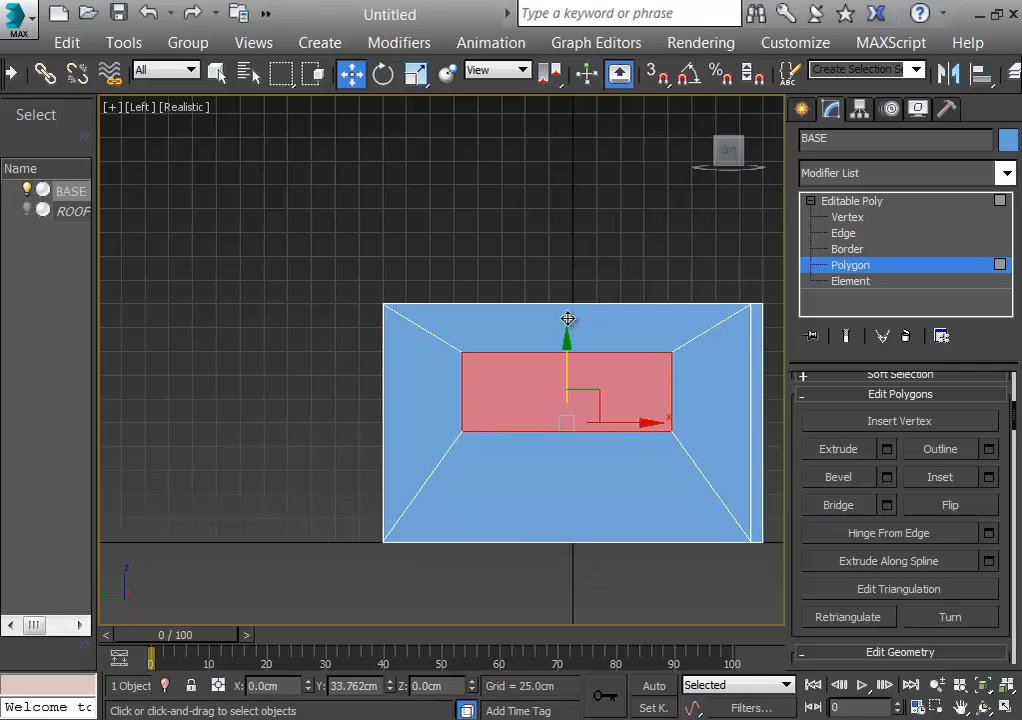 MAX
Untitled
Type a keyword or phrase
Edit Tools Group Views Create Modifiers Animation Graph Editors Rendering Customize MAXScript Help
All
View
3
ABC
Create Selection Se
Select
[+] [Left] [Realistic]
Name
BASE
ROOF
BASE
Modifier List
Editable Poly
Vertex
Edge
Border
Polygon
Element
Soft Selection
Edit Polygons
Insert Vertex
Extrude Outline
Bevel Inset
Bridge Flip
Hinge From Edge
Extrude Along Spline
Edit Triangulation
Retriangulate Turn
Edit Geometry
x
z
0 / 100
0 10 20 30 40 50 60 70 80 90 100
1 Object X: 0.0cm Y: 33.762cm Z: 0.0cm Grid = 25.0cm Auto Selected
Welcome to Click or click-and-drag to select objects Add Time Tag Set K. Filters... 0